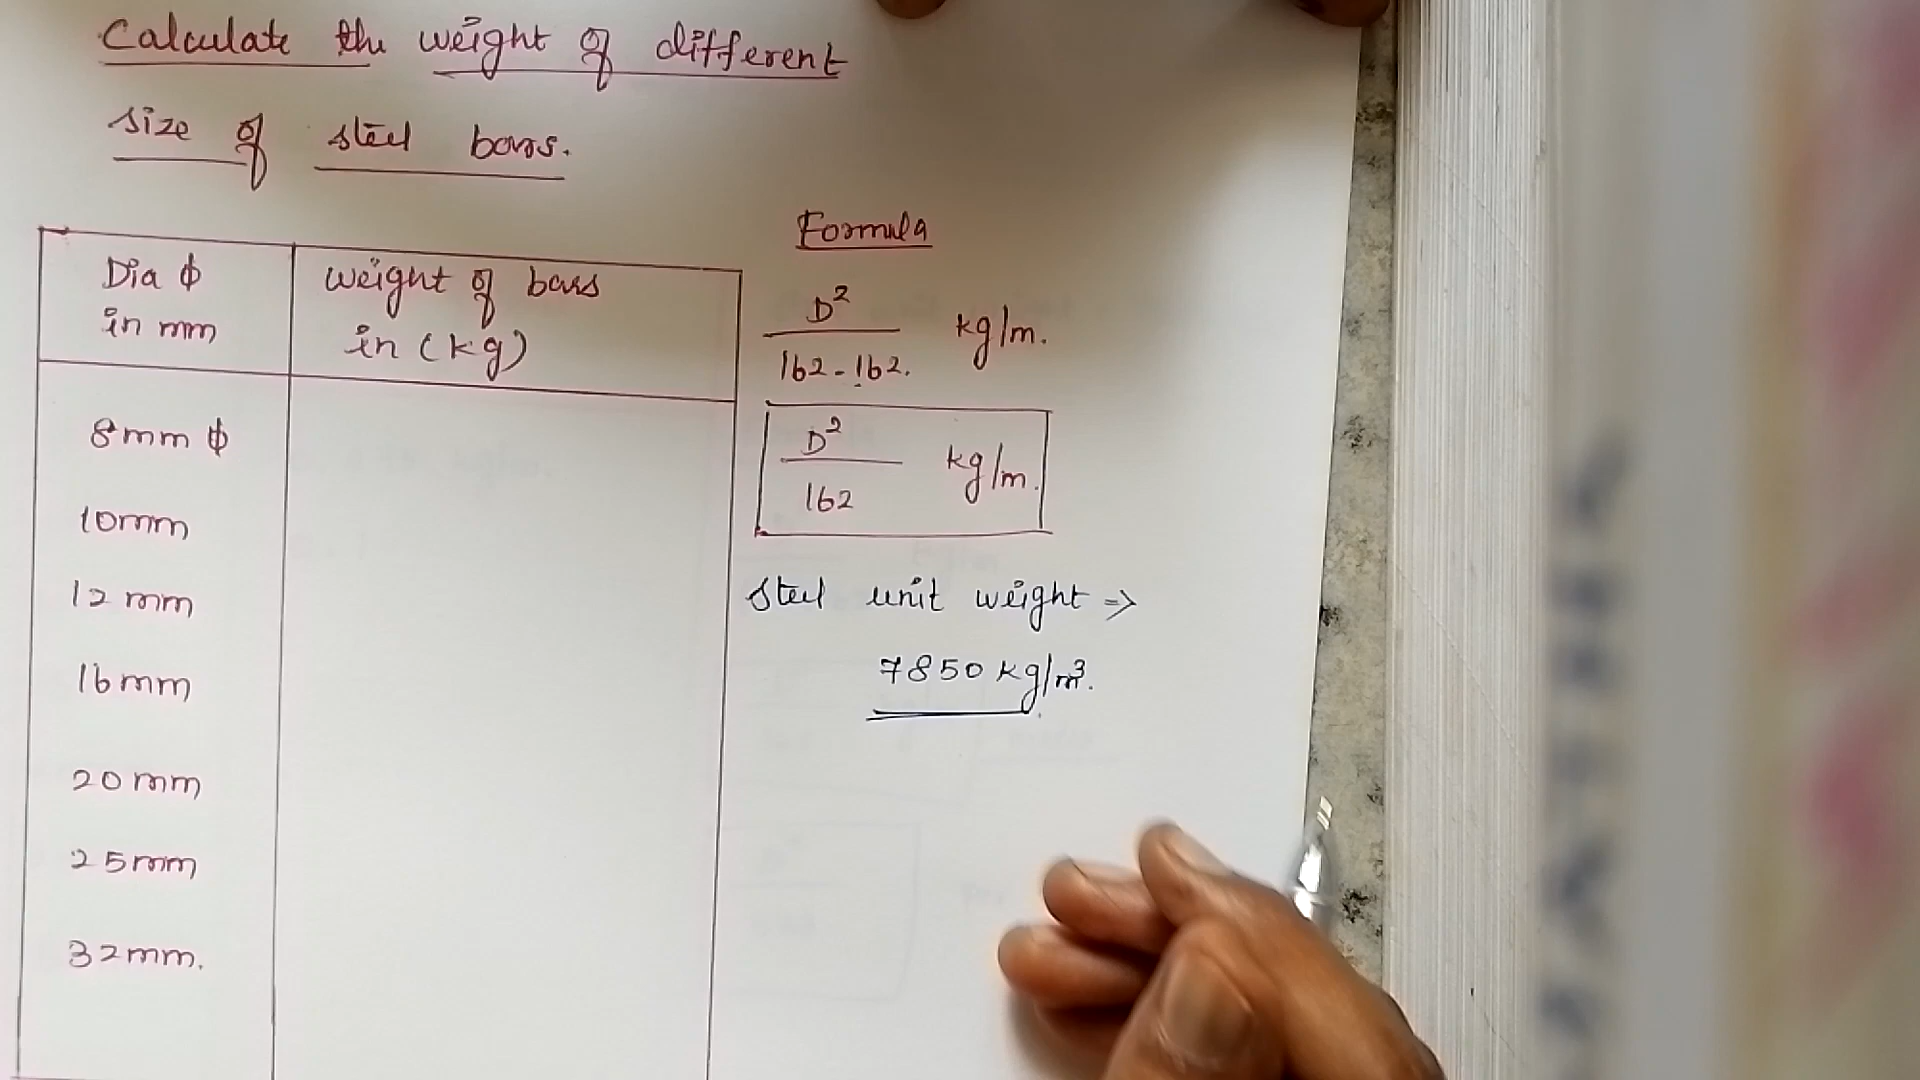 Calculate the weight of different
size of steel bars.
Dia ϕ
in mm
weight of bars
in (kg)
8mm ϕ
10mm
12 mm
16mm
20 mm
25mm
32mm.
Formula
D²
162-162.
kg/m.
D²
162
kg/m.
steel unit weight =>
7850 kg/m³.